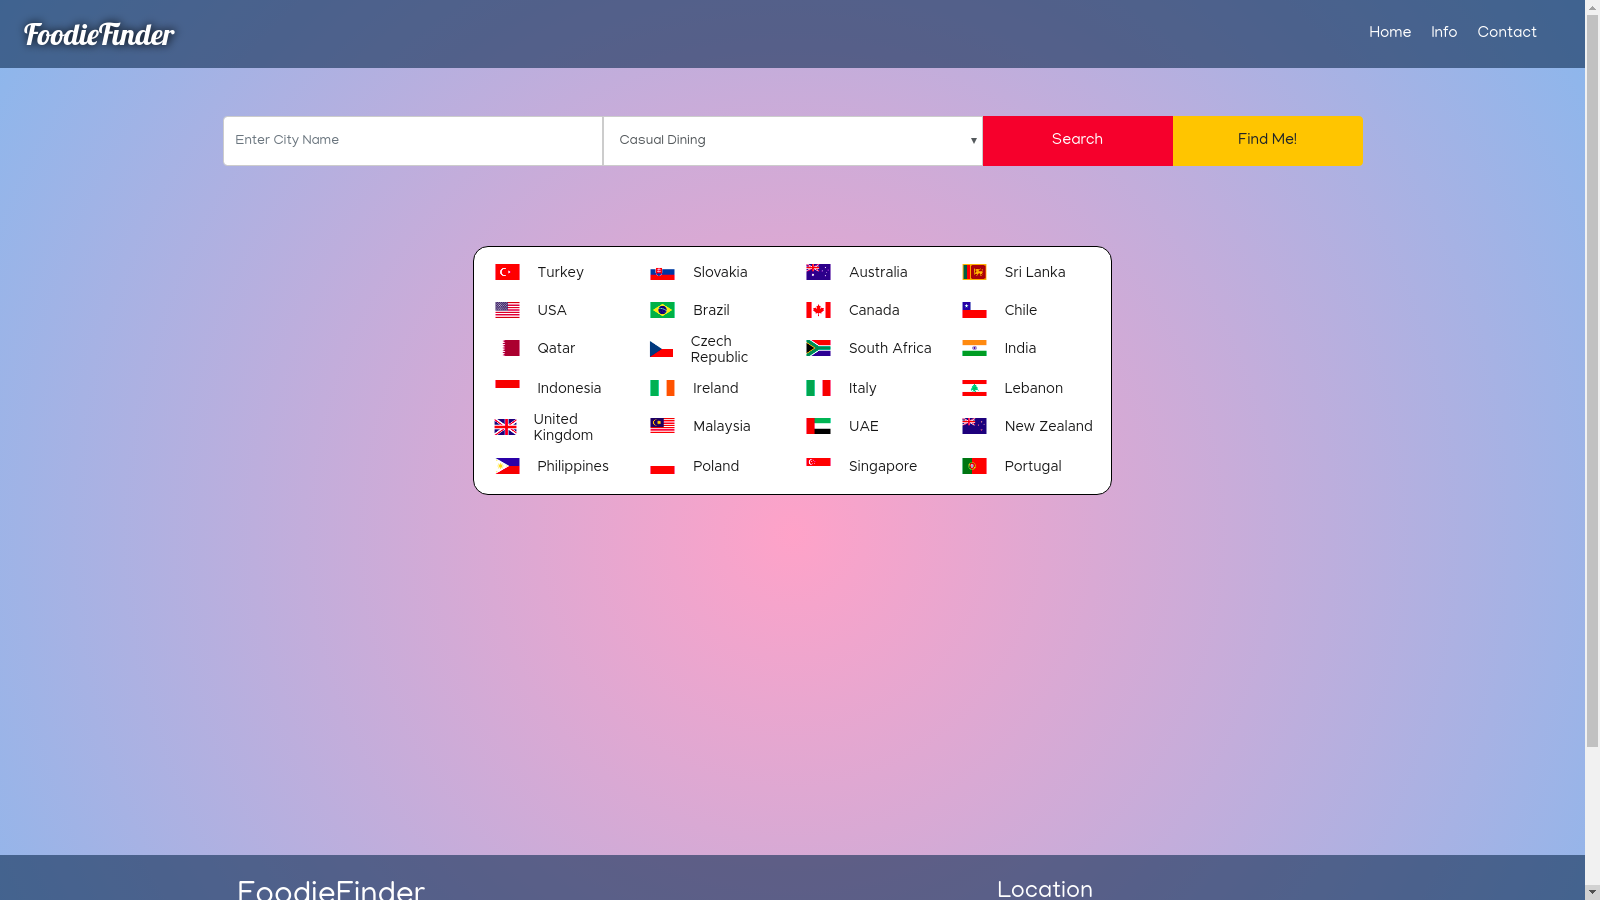 FoodieFinder
Home Info Contact
Enter City Name
Casual Dining
Search
Find Me!
Turkey Slovakia Australia Sri Lanka
USA Brazil Canada Chile
Qatar Czech Republic South Africa India
Indonesia Ireland Italy Lebanon
United Kingdom Malaysia UAE New Zealand
Philippines Poland Singapore Portugal
FoodieFinder
Location